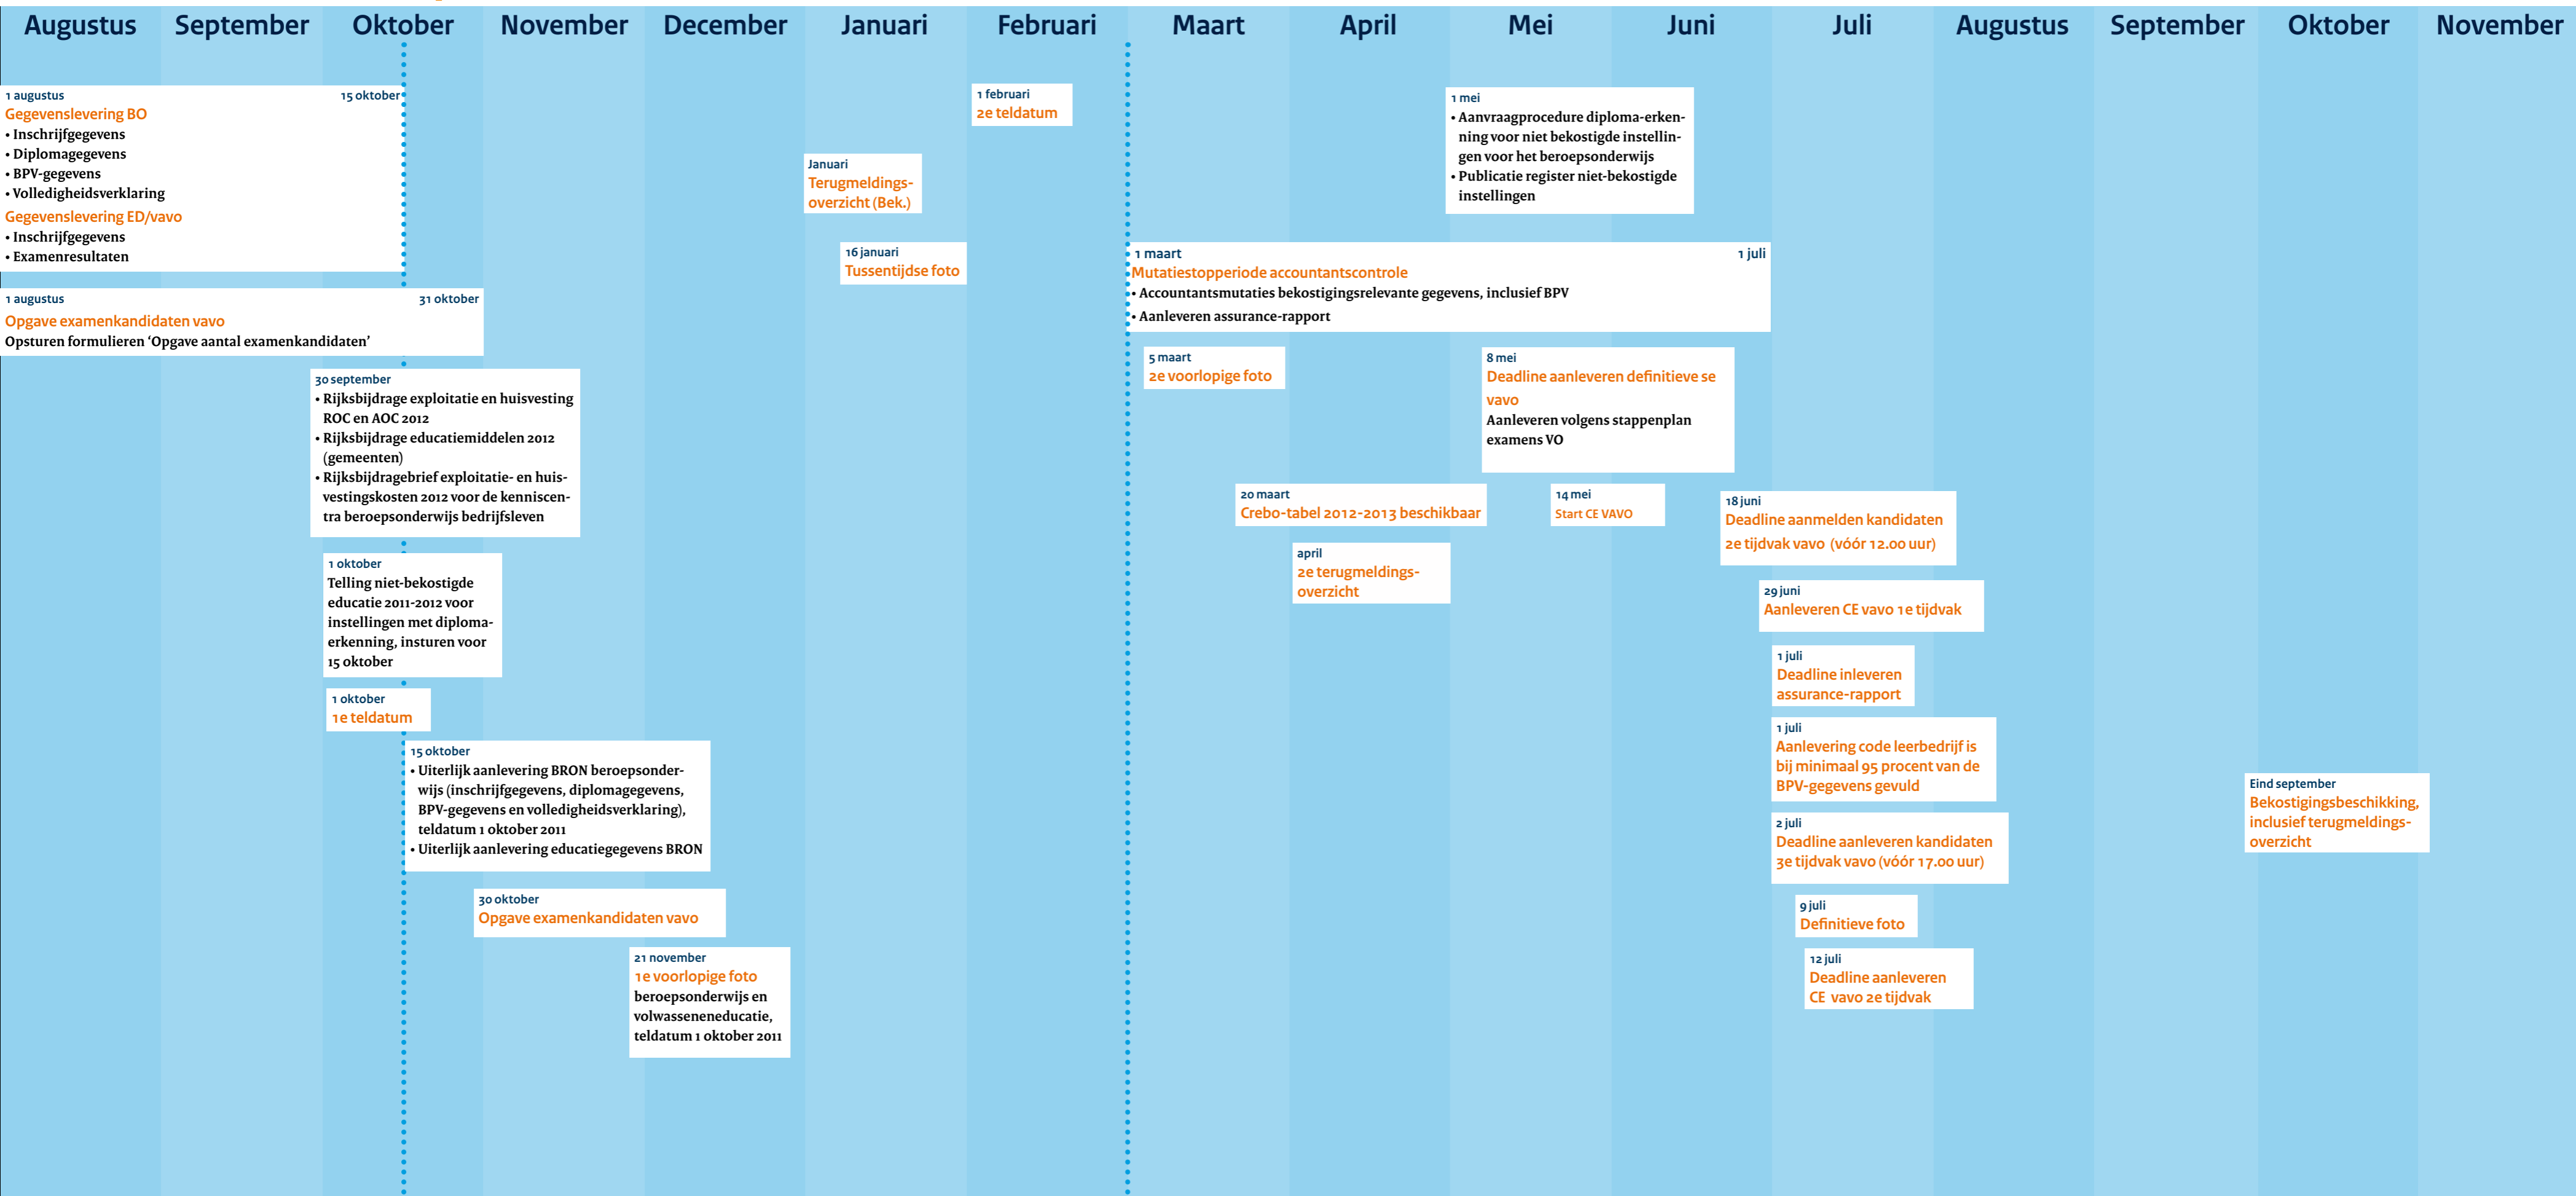 Augustus September Oktober November December Januari Februari Maart April Mei Juni Juli Augustus September Oktober November
1 augustus 15 oktober
Gegevenslevering BO
• Inschrijfgegevens
• Diplomagegevens
• BPV-gegevens
• Volledigheidsverklaring
Gegevenslevering ED/vavo
• Inschrijfgegevens
• Examenresultaten
1 augustus 31 oktober
Opgave examenkandidaten vavo
Opsturen formulieren ‘Opgave aantal examenkandidaten’
30 september
• Rijksbijdrage exploitatie en huisvesting
ROC en AOC 2012
• Rijksbijdrage educatiemiddelen 2012
(gemeenten)
• Rijksbijdragebrief exploitatie- en huis-
vestingskosten 2012 voor de kenniscen-
tra beroepsonderwijs bedrijfsleven
1 oktober
Telling niet-bekostigde
educatie 2011-2012 voor
instellingen met diploma-
erkenning, insturen voor
15 oktober
1 oktober
1e teldatum
15 oktober
• Uiterlijk aanlevering BRON beroepsonder-
wijs (inschrijfgegevens, diplomagegevens,
BPV-gegevens en volledigheidsverklaring),
teldatum 1 oktober 2011
• Uiterlijk aanlevering educatiegegevens BRON
30 oktober
Opgave examenkandidaten vavo
21 november
1e voorlopige foto
beroepsonderwijs en
volwasseneneducatie,
teldatum 1 oktober 2011
1 februari
2e teldatum
Januari
Terugmeldings-
overzicht (Bek.)
16 januari
Tussentijdse foto
1 mei
• Aanvraagprocedure diploma-erken-
ning voor niet bekostigde instellin-
gen voor het beroepsonderwijs
• Publicatie register niet-bekostigde
instellingen
1 maart 1 juli
Mutatiestopperiode accountantscontrole
• Accountantsmutaties bekostigingsrelevante gegevens, inclusief BPV
• Aanleveren assurance-rapport
5 maart
2e voorlopige foto
8 mei
Deadline aanleveren definitieve se
vavo
Aanleveren volgens stappenplan
examens VO
20 maart
Crebo-tabel 2012-2013 beschikbaar
14 mei
Start CE VAVO
april
2e terugmeldings-
overzicht
18 juni
Deadline aanmelden kandidaten
2e tijdvak vavo (vóór 12.00 uur)
29 juni
Aanleveren CE vavo 1e tijdvak
1 juli
Deadline inleveren
assurance-rapport
1 juli
Aanlevering code leerbedrijf is
bij minimaal 95 procent van de
BPV-gegevens gevuld
2 juli
Deadline aanleveren kandidaten
3e tijdvak vavo (vóór 17.00 uur)
9 juli
Definitieve foto
12 juli
Deadline aanleveren
CE vavo 2e tijdvak
Eind september
Bekostigingsbeschikking,
inclusief terugmeldings-
overzicht